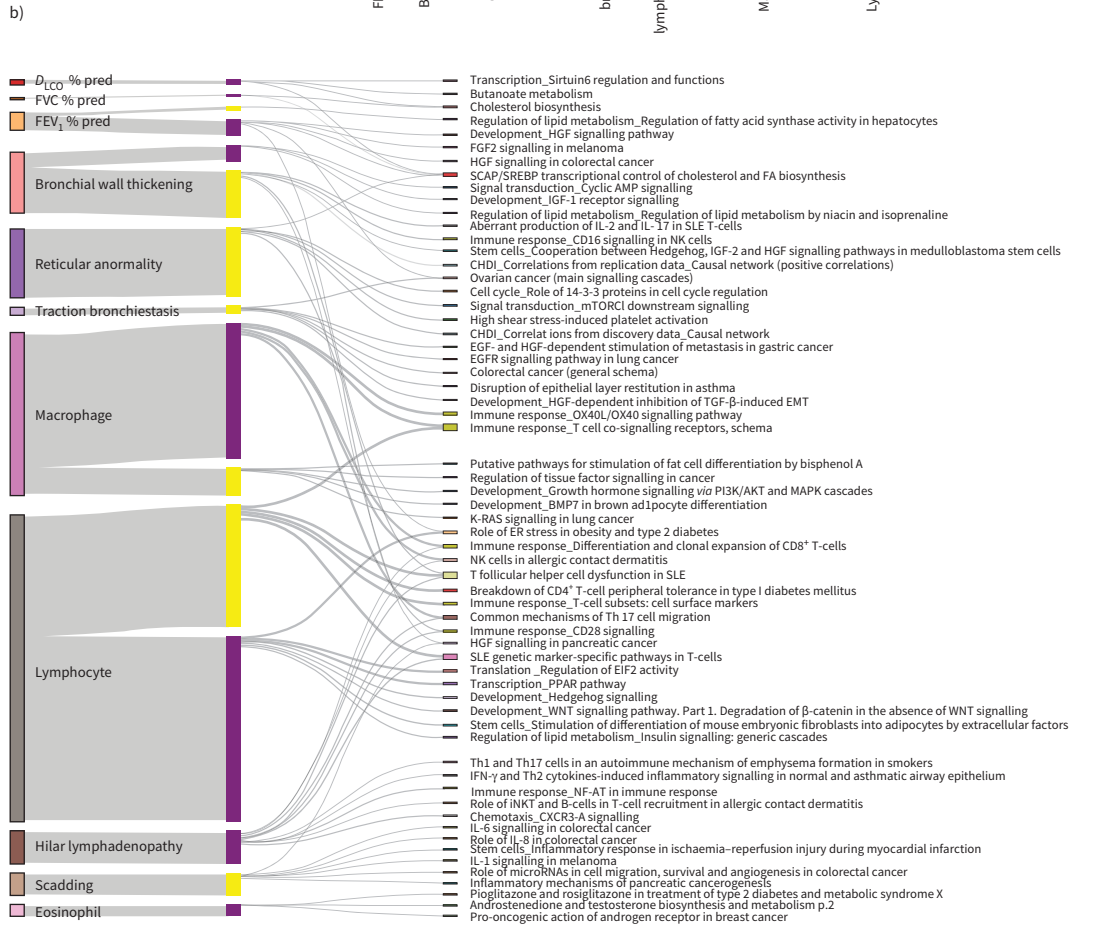 b)
Fl
B
br
lymph
M
Ly
D_LCO % pred
FVC % pred
FEV₁ % pred
Bronchial wall thickening
Reticular anormality
Traction bronchiestasis
Macrophage
Lymphocyte
Hilar lymphadenopathy
Scadding
Eosinophil
Transcription_Sirtuin6 regulation and functions
Butanoate metabolism
Cholesterol biosynthesis
Regulation of lipid metabolism_Regulation of fatty acid synthase activity in hepatocytes
Development_HGF signalling pathway
FGF2 signalling in melanoma
HGF signalling in colorectal cancer
SCAP/SREBP transcriptional control of cholesterol and FA biosynthesis
Signal transduction_Cyclic AMP signalling
Development_IGF-1 receptor signalling
Regulation of lipid metabolism_Regulation of lipid metabolism by niacin and isoprenaline
Aberrant production of IL-2 and IL- 17 in SLE T-cells
Immune response_CD16 signalling in NK cells
Stem cells_Cooperation between Hedgehog, IGF-2 and HGF signalling pathways in medulloblastoma stem cells
CHDI_Correlations from replication data_Causal network (positive correlations)
Ovarian cancer (main signalling cascades)
Cell cycle_Role of 14-3-3 proteins in cell cycle regulation
Signal transduction_mTORCl downstream signalling
High shear stress-induced platelet activation
CHDI_Correlat ions from discovery data_Causal network
EGF- and HGF-dependent stimulation of metastasis in gastric cancer
EGFR signalling pathway in lung cancer
Colorectal cancer (general schema)
Disruption of epithelial layer restitution in asthma
Development_HGF-dependent inhibition of TGF-β-induced EMT
Immune response_OX40L/OX40 signalling pathway
Immune response_T cell co-signalling receptors, schema
Putative pathways for stimulation of fat cell differentiation by bisphenol A
Regulation of tissue factor signalling in cancer
Development_Growth hormone signalling via PI3K/AKT and MAPK cascades
Development_BMP7 in brown ad1pocyte differentiation
K-RAS signalling in lung cancer
Role of ER stress in obesity and type 2 diabetes
Immune response_Differentiation and clonal expansion of CD8⁺ T-cells
NK cells in allergic contact dermatitis
T follicular helper cell dysfunction in SLE
Breakdown of CD4⁺ T-cell peripheral tolerance in type I diabetes mellitus
Immune response_T-cell subsets: cell surface markers
Common mechanisms of Th 17 cell migration
Immune response_CD28 signalling
HGF signalling in pancreatic cancer
SLE genetic marker-specific pathways in T-cells
Translation _Regulation of EIF2 activity
Transcription_PPAR pathway
Development_Hedgehog signalling
Development_WNT signalling pathway. Part 1. Degradation of β-catenin in the absence of WNT signalling
Stem cells_Stimulation of differentiation of mouse embryonic fibroblasts into adipocytes by extracellular factors
Regulation of lipid metabolism_Insulin signalling: generic cascades
Th1 and Th17 cells in an autoimmune mechanism of emphysema formation in smokers
IFN-γ and Th2 cytokines-induced inflammatory signalling in normal and asthmatic airway epithelium
Immune response_NF-AT in immune response
Role of iNKT and B-cells in T-cell recruitment in allergic contact dermatitis
Chemotaxis_CXCR3-A signalling
IL-6 signalling in colorectal cancer
Role of IL-8 in colorectal cancer
Stem cells_Inflammatory response in ischaemia–reperfusion injury during myocardial infarction
IL-1 signalling in melanoma
Role of microRNAs in cell migration, survival and angiogenesis in colorectal cancer
Inflammatory mechanisms of pancreatic cancerogenesis
Pioglitazone and rosiglitazone in treatment of type 2 diabetes and metabolic syndrome X
Androstenedione and testosterone biosynthesis and metabolism p.2
Pro-oncogenic action of androgen receptor in breast cancer